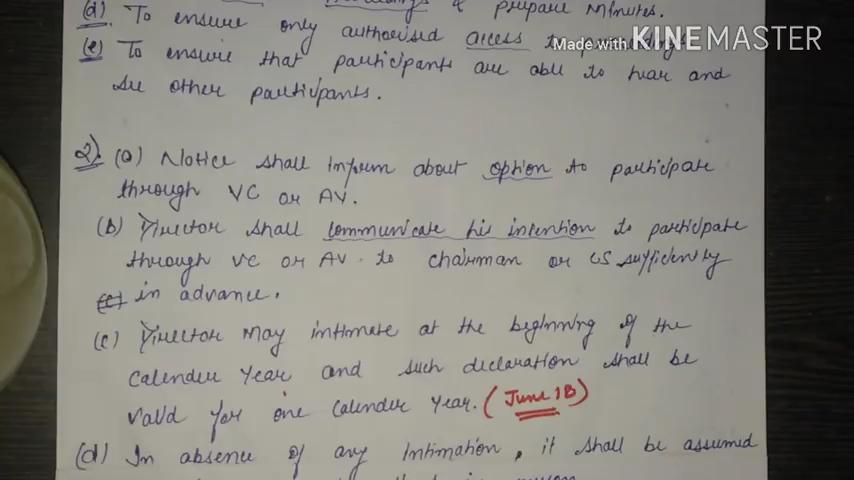 (d) To ensure only authorised access to
(e) To ensure that participants are able to hear and
see other participants.
Made with KINEMASTER
2). (a) Notice shall inform about option to participate
through VC or AV.
(b) Director shall communicate his intention to participate
through VC or AV to chairman or CS sufficiently
in advance.
(c) Director may intimate at the beginning of the
Calender Year and such declaration shall be
valid for one Calender Year. (June 18)
(d) In absence of any Intimation, it shall be assumed